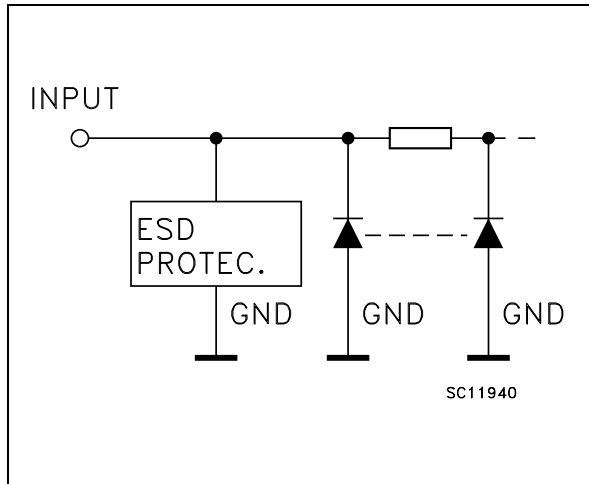 INPUT
ESD
PROTEC.
GND
GND
GND
SC11940